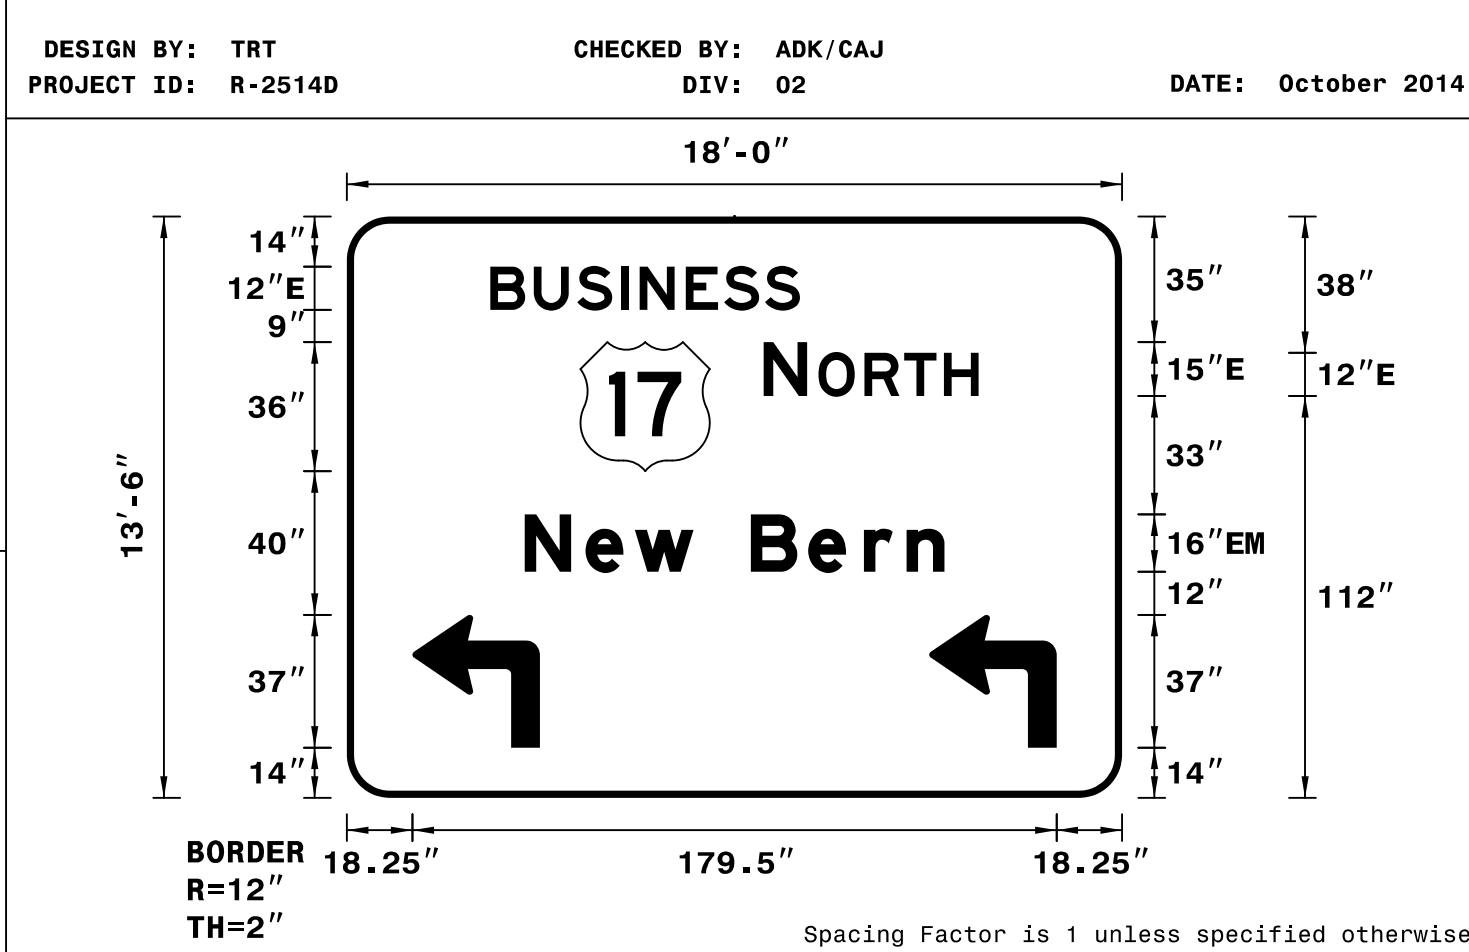 DESIGN BY: TRT CHECKED BY: ADK/CAJ
PROJECT ID: R-2514D DIV: 02 DATE: October 2014
18′-0″
14″
12″E
9″
36″
40″
37″
14″
13′-6″
BUSINESS
17 NORTH
New Bern
35″
15″E
33″
16″EM
12″
37″
14″
38″
12″E
112″
18.25″ 179.5″ 18.25″
BORDER
R=12″
TH=2″
Spacing Factor is 1 unless specified otherwise